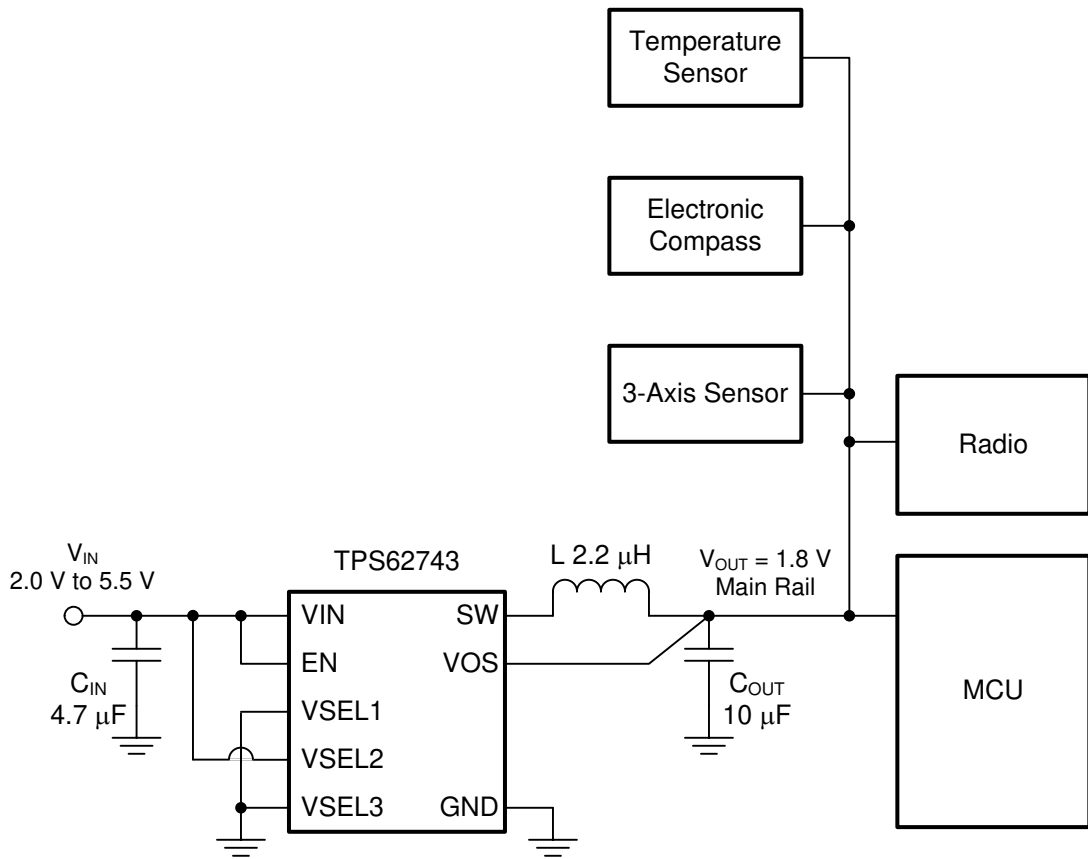 Temperature
Sensor
Electronic
Compass
3-Axis Sensor
Radio
V_IN
2.0 V to 5.5 V
TPS62743
L 2.2 μH
V_OUT = 1.8 V
Main Rail
VIN
SW
EN
VOS
C_IN
4.7 μF
VSEL1
C_OUT
10 μF
MCU
VSEL2
VSEL3
GND